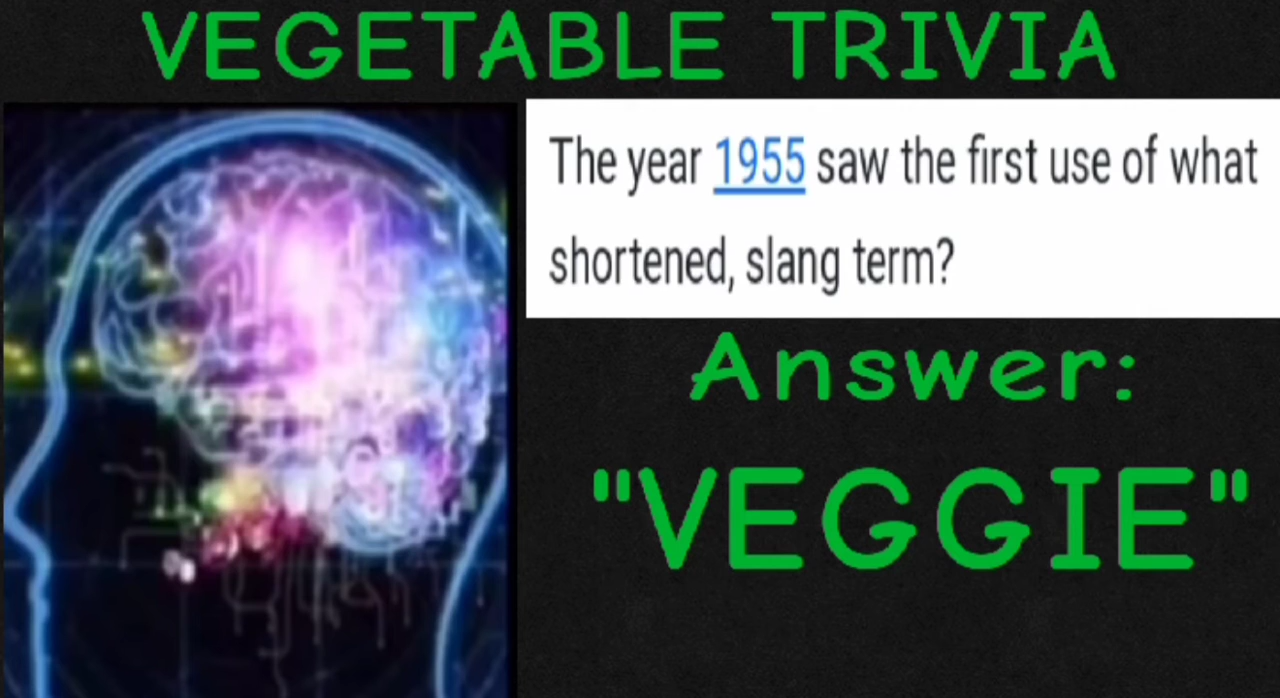 VEGETABLE TRIVIA
The year 1955 saw the first use of what
shortened, slang term?
Answer:
"VEGGIE"